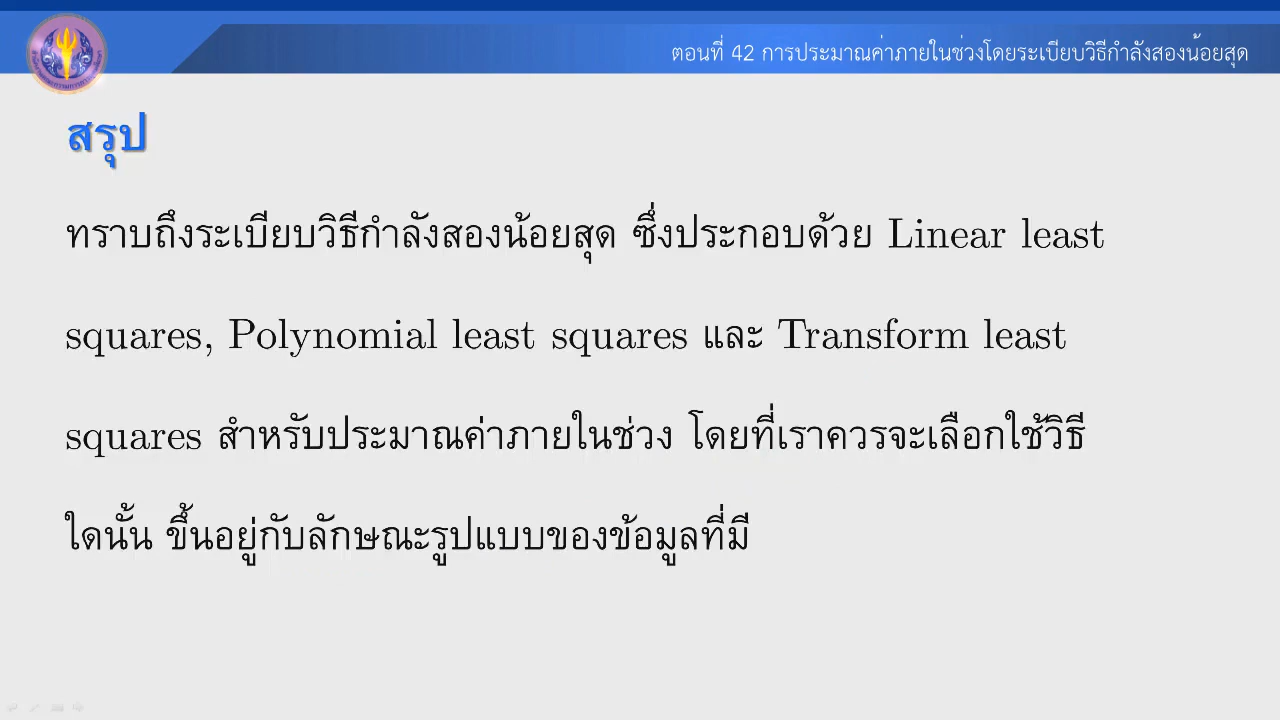 ตอนที่ 42 การประมาณค่าภายในช่วงโดยระเบียบวิธีกำลังสองน้อยสุด
สรุป
ทราบถึงระเบียบวิธีกำลังสองน้อยสุด ซึ่งประกอบด้วย Linear least
squares, Polynomial least squares และ Transform least
squares สำหรับประมาณค่าภายในช่วง โดยที่เราควรจะเลือกใช้วิธี
ใดนั้น ขึ้นอยู่กับลักษณะรูปแบบของข้อมูลที่มี